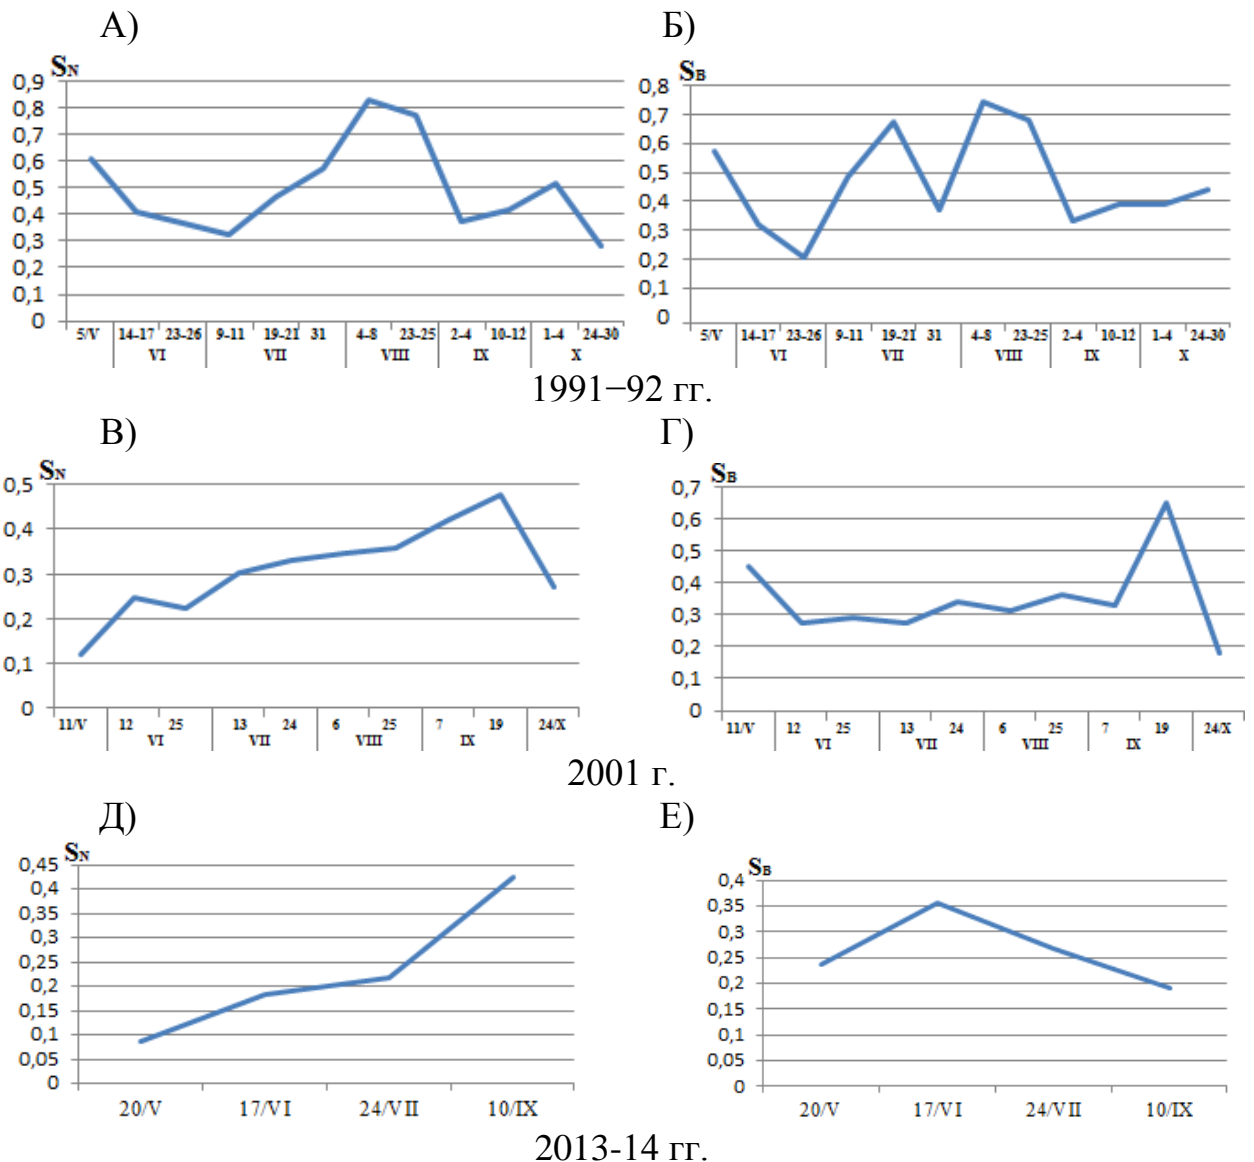 А) Б)
Sɴ Sʙ
0,9
0,8
0,7
0,6
0,5
0,4
0,3
0,2
0,1
0
5/V 14-17 23-26 9-11 19-21 31 4-8 23-25 2-4 10-12 1-4 24-30
VI VII VIII IX X
0,8
0,7
0,6
0,5
0,4
0,3
0,2
0,1
0
5/V 14-17 23-26 9-11 19-21 31 4-8 23-25 2-4 10-12 1-4 24-30
VI VII VIII IX X
1991−92 гг.
В) Г)
Sɴ Sʙ
0,5
0,4
0,3
0,2
0,1
0
11/V 12 25 13 24 6 25 7 19 24/X
VI VII VIII IX
0,7
0,6
0,5
0,4
0,3
0,2
0,1
0
11/V 12 25 13 24 6 25 7 19 24/X
VI VII VIII IX
2001 г.
Д) Е)
Sɴ Sʙ
0,45
0,4
0,35
0,3
0,25
0,2
0,15
0,1
0,05
0
20/V 17/VI 24/VII 10/IX
0,4
0,35
0,3
0,25
0,2
0,15
0,1
0,05
0
20/V 17/VI 24/VII 10/IX
2013-14 гг.